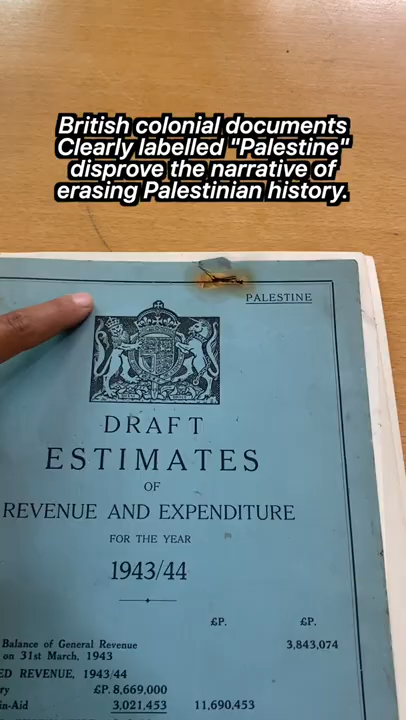 British colonial documents
Clearly labelled "Palestine"
disprove the narrative of
erasing Palestinian history.
PALESTINE
DRAFT
ESTIMATES
OF
REVENUE AND EXPENDITURE
FOR THE YEAR
1943/44
£P. £P.
Balance of General Revenue
on 31st March, 1943 3,843,074
REVENUE, 1943/44
£P. 8,669,000
3,021,453 11,690,453